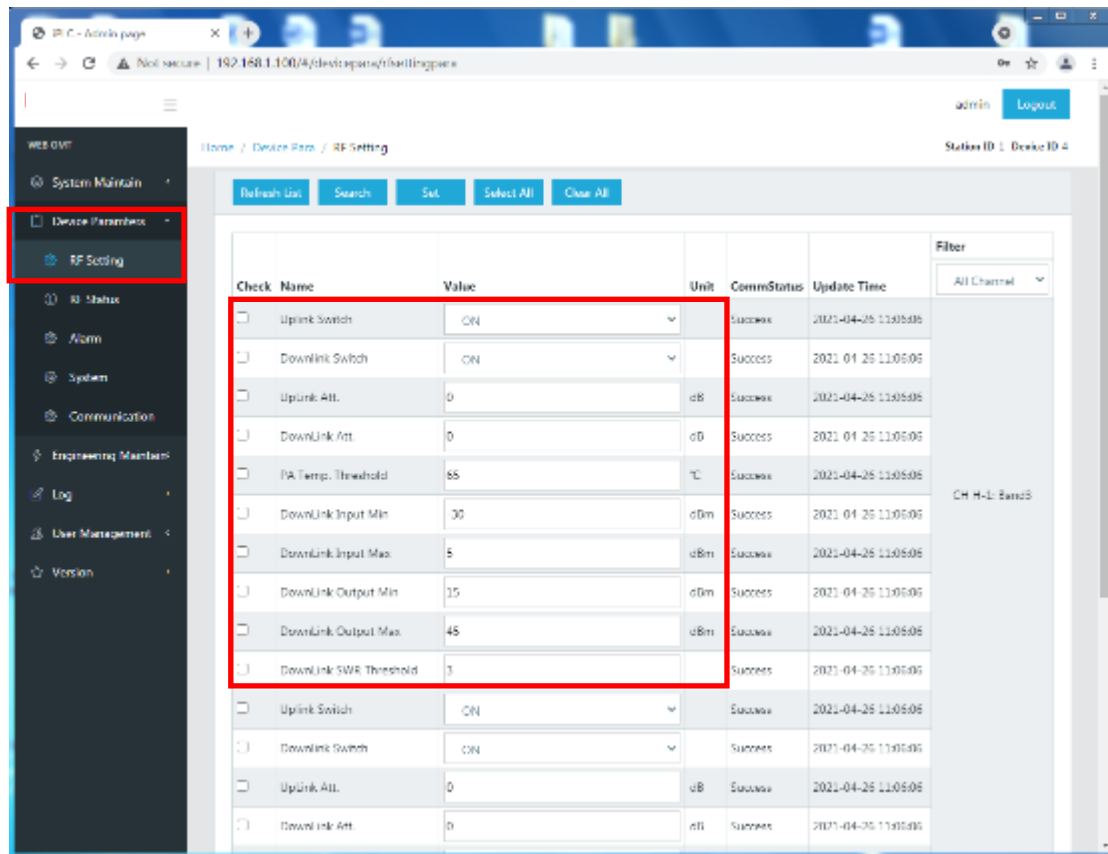 iPLC - Admin page
Not secure | 192.168.1.100/#/devicepara/rfsettingpara
admin Logout
WEB OMT
Home / Device Para / RF Setting
Station ID 1 Device ID 4
System Maintain
Refresh List Search Set Select All Clear All
Device Paramters
RF Setting
RF Status
Alarm
System
Communication
Engineering Maintain
Log
User Management
Version
Filter
All Channel
Check Name Value Unit CommStatus Update Time
Uplink Switch ON Success 2021-04-26 11:06:06
Downlink Switch ON Success 2021-04-26 11:06:06
UpLink Att. 0 dB Success 2021-04-26 11:06:06
DownLink Att. 0 dB Success 2021-04-26 11:06:06
PA Temp. Threshold 65 ℃ Success 2021-04-26 11:06:06
CH H-1: Band3
DownLink Input Min -30 dBm Success 2021-04-26 11:06:06
DownLink Input Max 5 dBm Success 2021-04-26 11:06:06
DownLink Output Min 15 dBm Success 2021-04-26 11:06:06
DownLink Output Max 45 dBm Success 2021-04-26 11:06:06
DownLink SWR Threshold 3 Success 2021-04-26 11:06:06
Uplink Switch ON Success 2021-04-26 11:06:06
Downlink Switch ON Success 2021-04-26 11:06:06
UpLink Att. 0 dB Success 2021-04-26 11:06:06
DownLink Att. 0 dB Success 2021-04-26 11:06:06